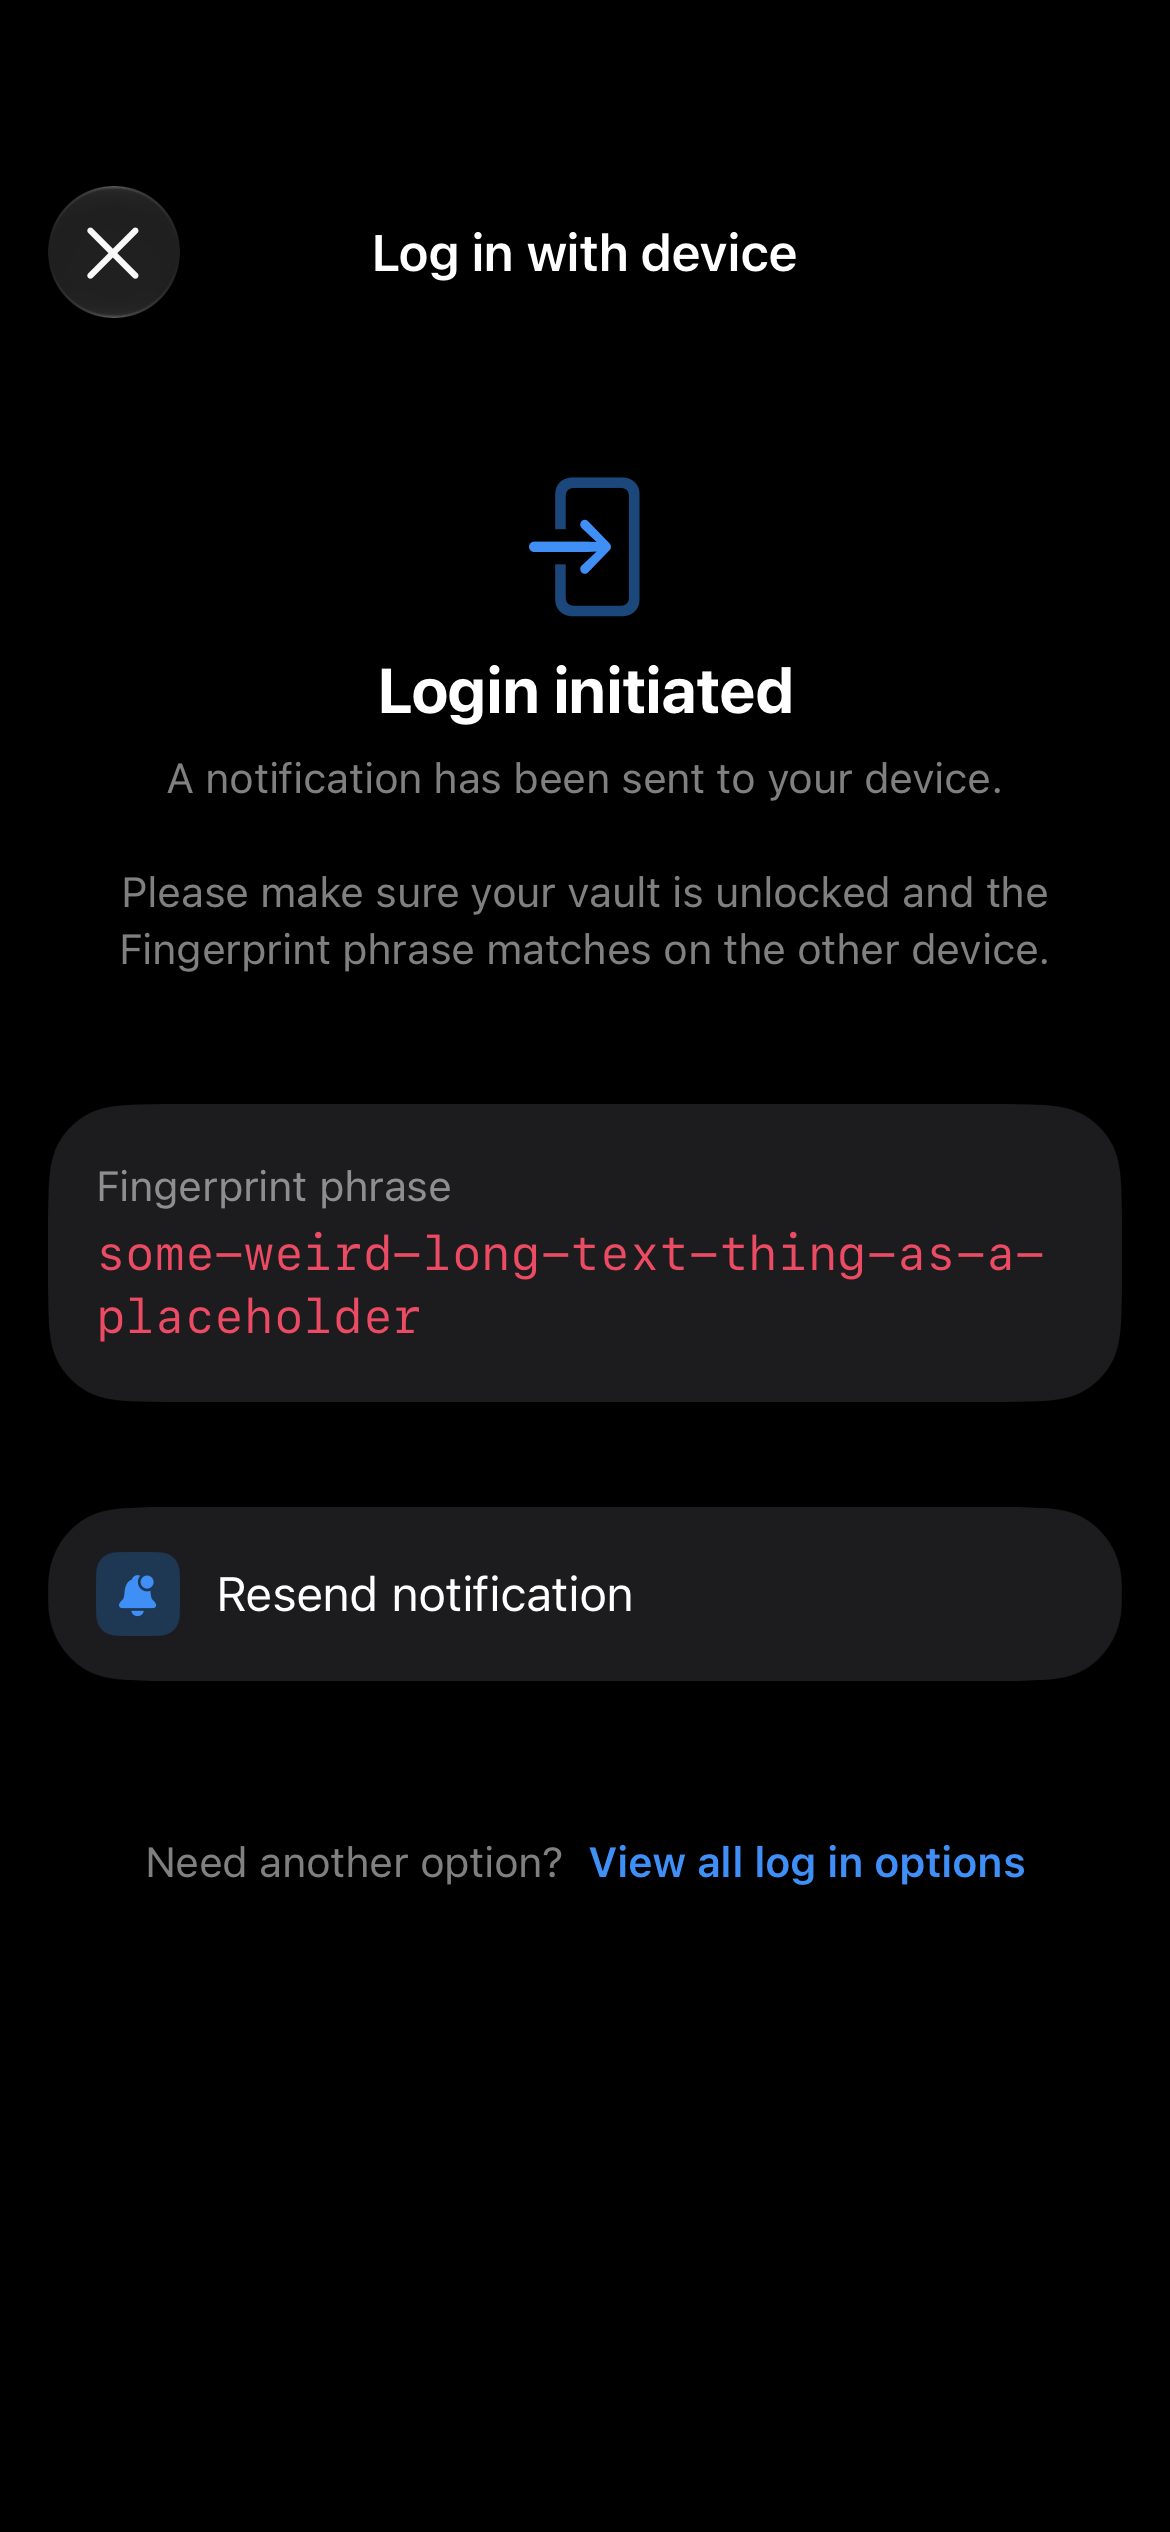 Log in with device
Login initiated
A notification has been sent to your device.
Please make sure your vault is unlocked and the
Fingerprint phrase matches on the other device.
Fingerprint phrase
some-weird-long-text-thing-as-a-
placeholder
Resend notification
Need another option? View all log in options